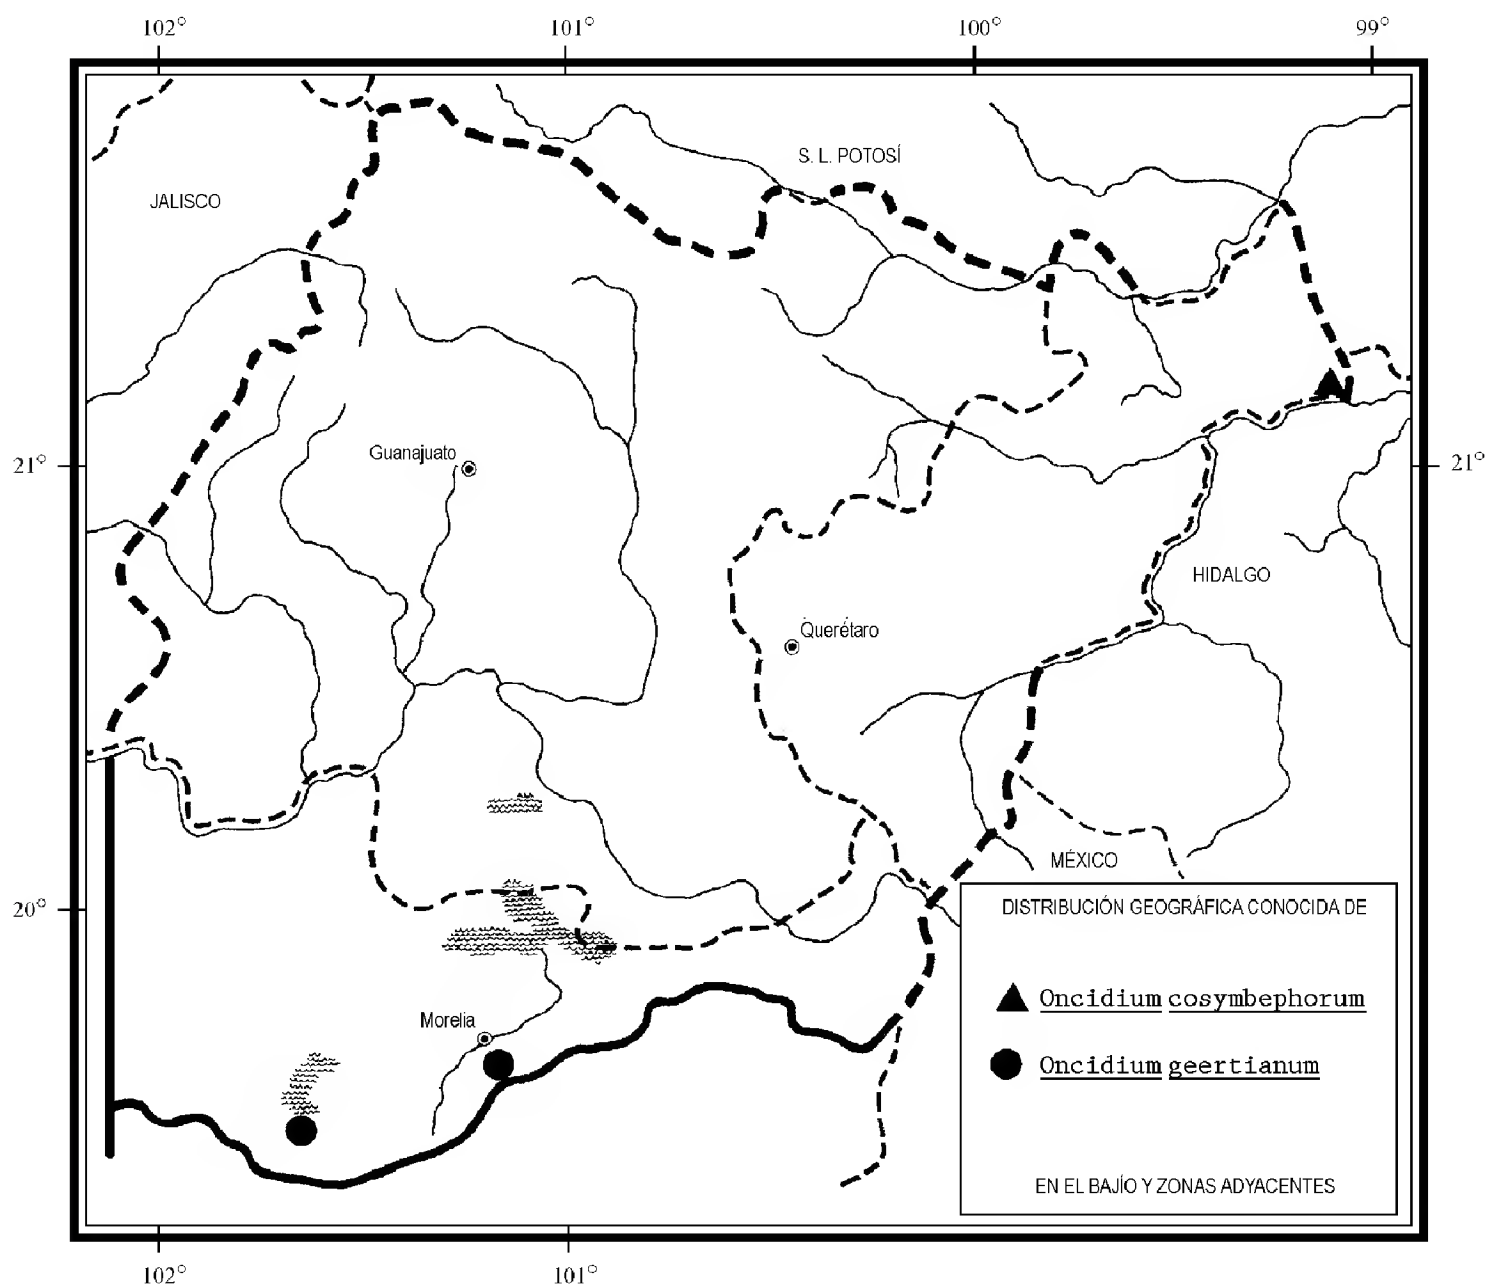 102° 101° 100° 99°
S. L. POTOSÍ
JALISCO
Guanajuato
21° 21°
HIDALGO
Querétaro
MÉXICO
20°
DISTRIBUCIÓN GEOGRÁFICA CONOCIDA DE
Oncidium cosymbephorum
Morelia
Oncidium geertianum
EN EL BAJÍO Y ZONAS ADYACENTES
102° 101°